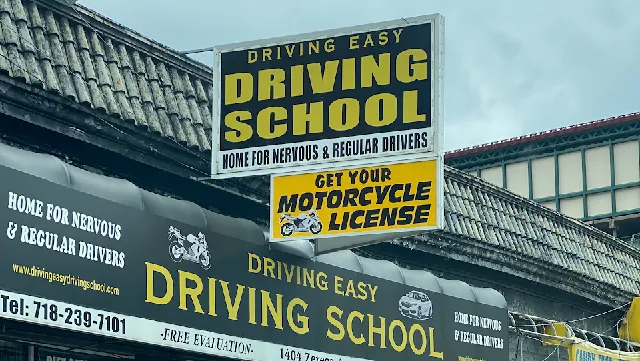 DRIVING EASY
DRIVING
SCHOOL
HOME FOR NERVOUS & REGULAR DRIVERS
GET YOUR
MOTORCYCLE
LICENSE
HOME FOR NERVOUS
& REGULAR DRIVERS
www.drivingeasydrivingschool.com
Tel: 718-239-7101
DRIVING EASY
DRIVING SCHOOL
-FREE EVALUATION-
1404
HOME FOR NERVOUS
& REGULAR DRIVERS